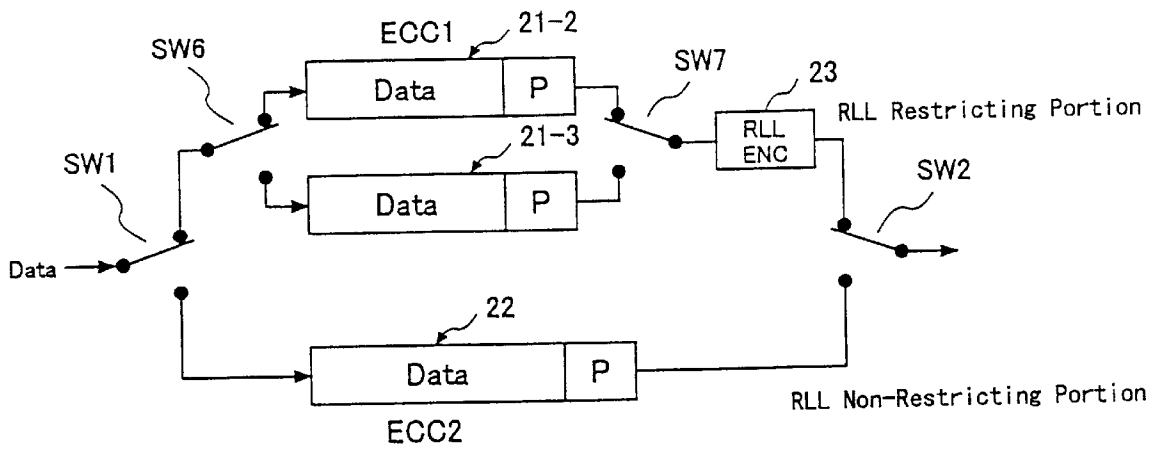 ECC1
21-2
SW6
Data
P
SW7
23
RLL Restricting Portion
RLL
ENC
21-3
SW1
Data
P
SW2
Data
22
Data
P
RLL Non-Restricting Portion
ECC2